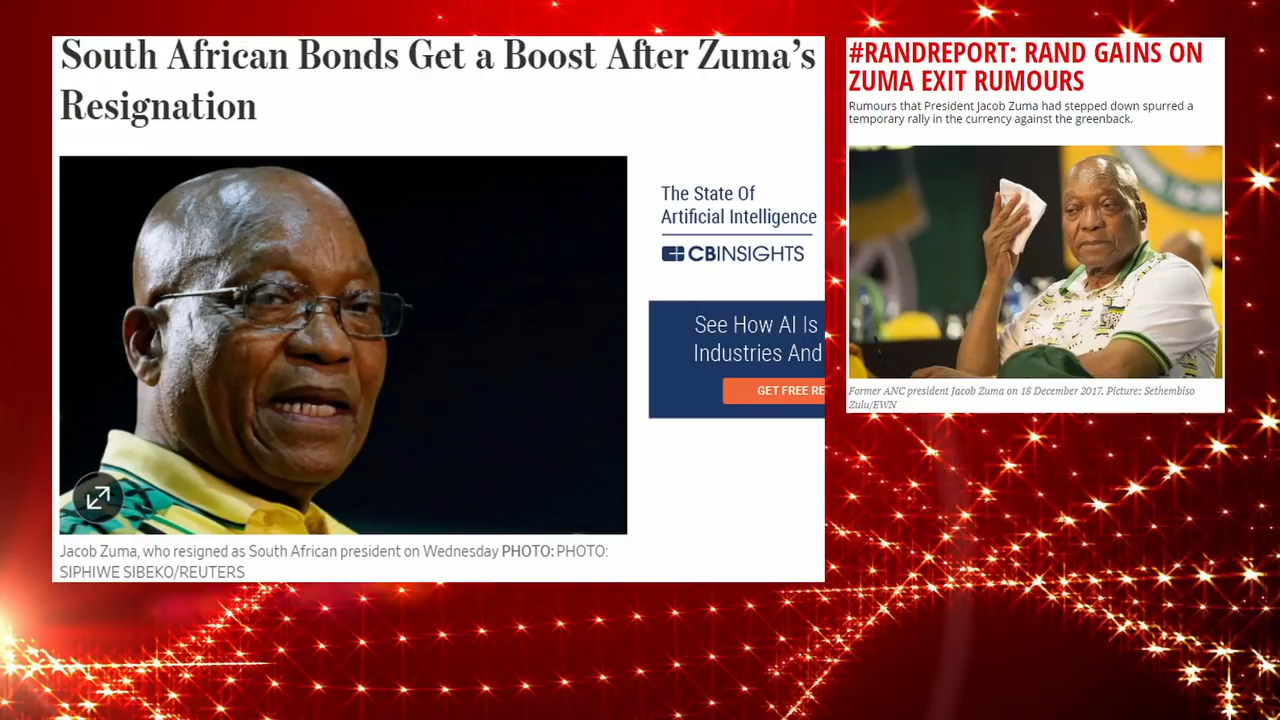 South African Bonds Get a Boost After Zuma's
Resignation
The State Of
Artificial Intelligence
CBINSIGHTS
See How AI Is
Industries And
GET FREE RE
Jacob Zuma, who resigned as South African president on Wednesday PHOTO: PHOTO:
SIPHIWE SIBEKO/REUTERS
#RANDREPORT: RAND GAINS ON
ZUMA EXIT RUMOURS
Rumours that President Jacob Zuma had stepped down spurred a
temporary rally in the currency against the greenback.
Former ANC president Jacob Zuma on 18 December 2017. Picture: Sethembiso
Zulu/EWN